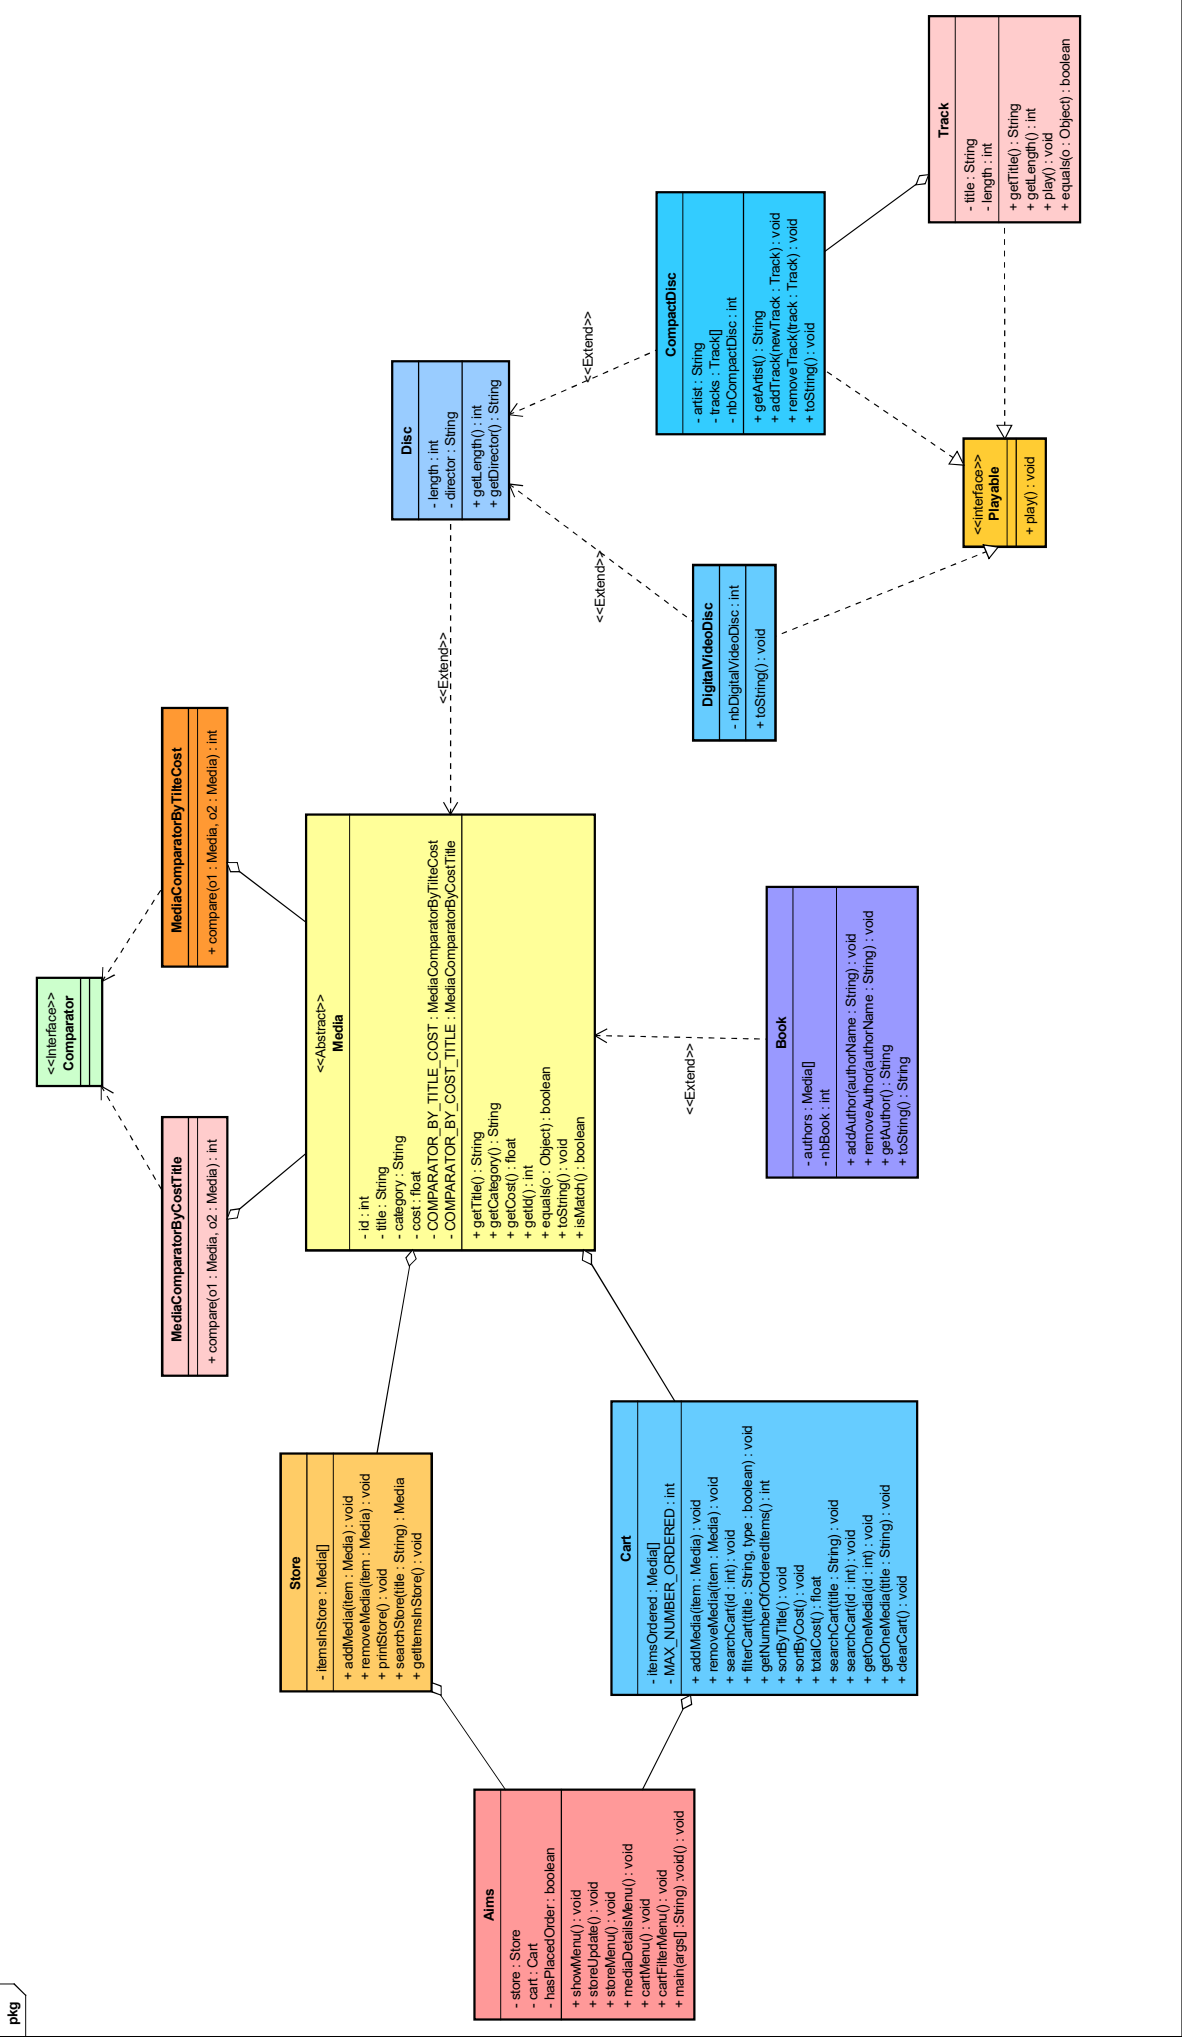 pkg
Aims
- store : Store
- cart : Cart
- hasPlacedOrder : boolean
+ showMenu() : void
+ storeUpdate() : void
+ storeMenu() : void
+ mediaDetailsMenu() : void
+ cartMenu() : void
+ cartFilterMenu() : void
+ main(args[] :String) :void() : void
Store
- itemsInStore : Media[]
+ addMedia(item : Media) : void
+ removeMedia(item : Media) : void
+ printStore() : void
+ searchStore(title : String) : Media
+ getItemsInStore() : void
Cart
- itemsOrdered : Media[]
- MAX_NUMBER_ORDERED : int
+ addMedia(item : Media) : void
+ removeMedia(item : Media) : void
+ searchCart(id : int) : void
+ filterCart(title : String, type : boolean) : void
+ getNumberOfOrderedItems() : int
+ sortByTitle() : void
+ sortByCost() : void
+ totalCost() : float
+ searchCart(title : String) : void
+ searchCart(id : int) : void
+ getOneMedia(id : int) : void
+ getOneMedia(title : String) : void
+ clearCart() : void
MediaComparatorByCostTitle
+ compare(o1 : Media, o2 : Media) : int
<<Interface>>
Comparator
MediaComparatorByTilteCost
+ compare(o1 : Media, o2 : Media) : int
<<Abstract>>
Media
- id : int
- title : String
- category : String
- cost : float
- COMPARATOR_BY_TITLE_COST : MediaComparatorByTilteCost
- COMPARATOR_BY_COST_TITLE : MediaComparatorByCostTitle
+ getTitle() : String
+ getCategory() : String
+ getCost() : float
+ getId() : int
+ equals(o : Object) : boolean
+ toString() : void
+ isMatch() : boolean
<<Extend>>
Book
- authors : Media[]
- nbBook : int
+ addAuthor(authorName : String) : void
+ removeAuthor(authorName : String) : void
+ getAuthor() : String
+ toString() : String
<<Extend>>
Disc
- length : int
- director : String
+ getLength() : int
+ getDirector() : String
<<Extend>>
<<Extend>>
DigitalVideoDisc
- nbDigitalVideoDisc : int
+ toString() : void
CompactDisc
- artist : String
- tracks : Track[]
- nbCompactDisc : int
+ getArtist() : String
+ addTrack(newTrack : Track) : void
+ removeTrack(track : Track) : void
+ toString() : void
<<interface>>
Playable
+ play() : void
Track
- title : String
- length : int
+ getTitle() : String
+ getLength() : int
+ play() : void
+ equals(o : Object) : boolean